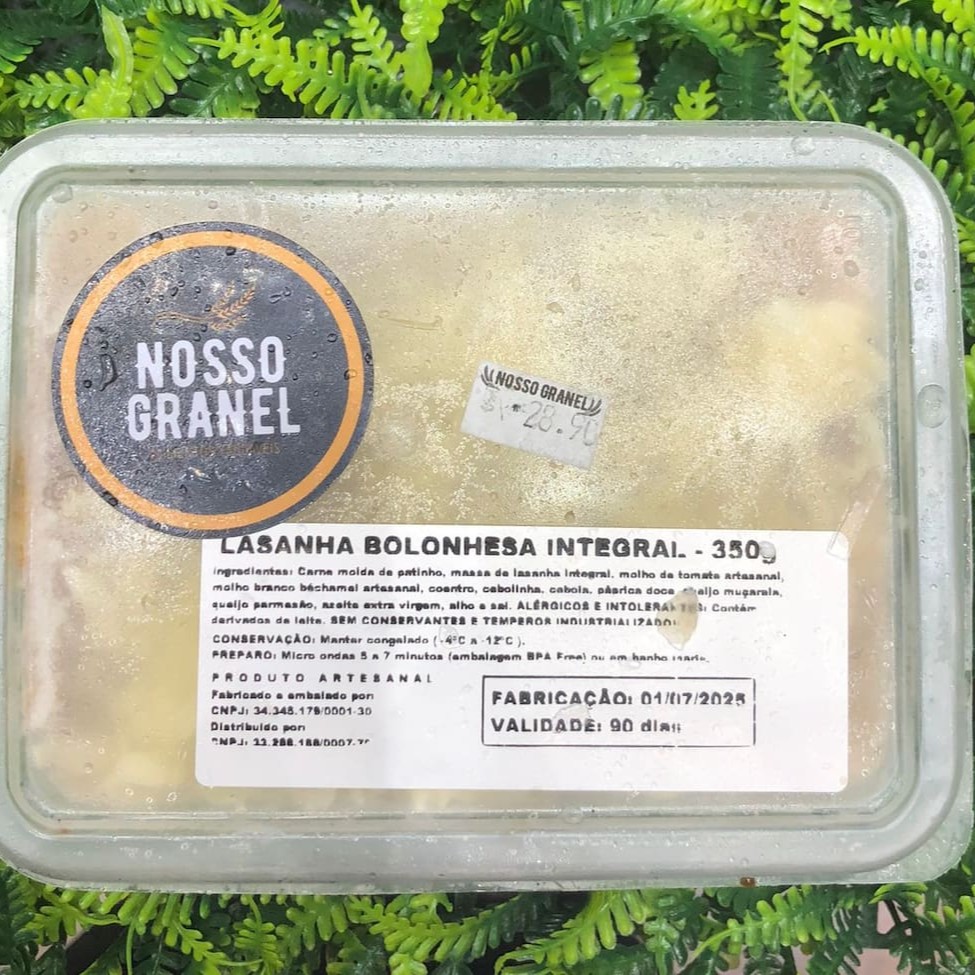 NOSSO
GRANEL
NOSSO GRANEL
28.90
LASANHA BOLONHESA INTEGRAL - 350g
Ingredientes: Carne moida de patinho, massa de lasanha integral, molho de tomate artesanal,
molho branco béchamel artesanal, coentro, cebolinha, cebola, páprica doce, queijo muçarela,
queijo parmesão, azeite extra virgem, alho e sal. ALÉRGICOS E INTOLERANTES: Contém
derivados de leite. SEM CONSERVANTES E TEMPEROS INDUSTRIALIZADOS
CONSERVAÇÃO: Manter congelado (-4°C a -12°C).
PREPARO: Micro ondas 5 a 7 minutos (embalagem BPA Free) ou em banho maria.
PRODUTO ARTESANAL
Fabricado e embalado por:
CNPJ: 34.345.179/0001-30
Distribuido por:
CNPJ:
FABRICAÇÃO: 01/07/2025
VALIDADE: 90 dias